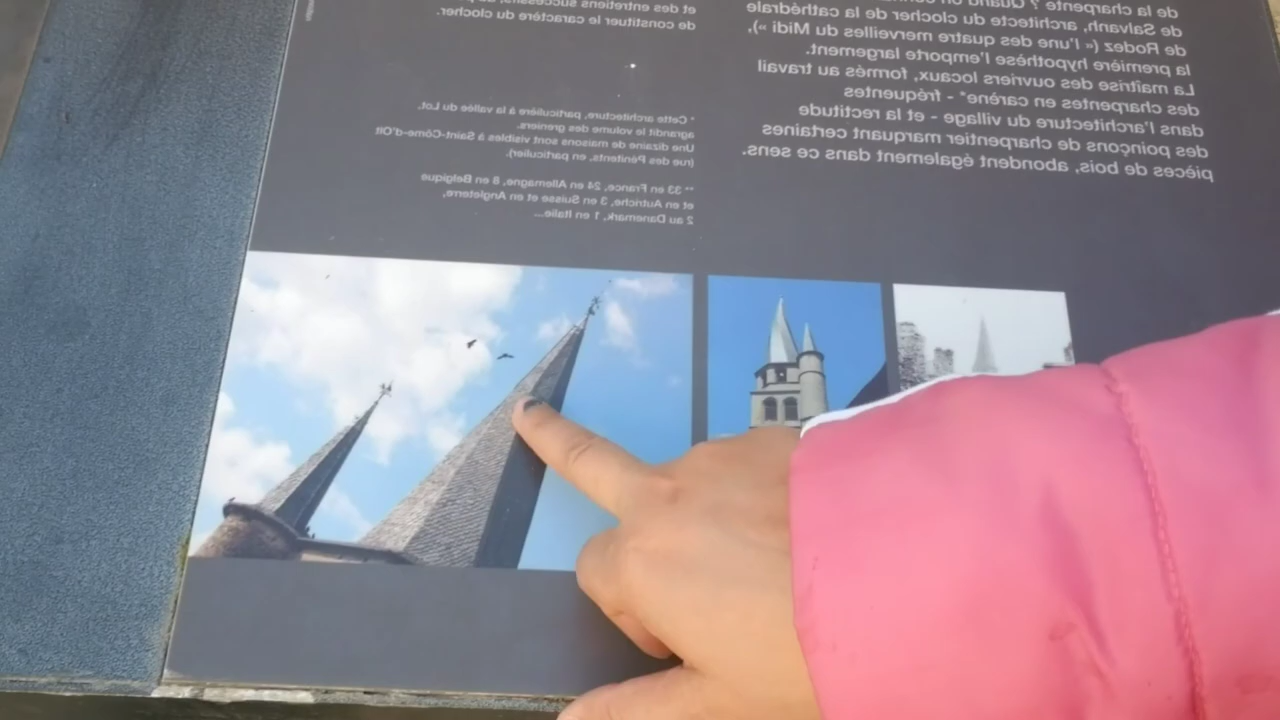 de la charpente ? Quand on
de Salvanh, architecte du clocher de la cathédrale
de Rodez (« l'une des quatre merveilles du Midi »),
la première hypothèse l'emporte largement.
La maîtrise des ouvriers locaux, formés au travail
des charpentes en carène* - fréquentes
dans l'architecture du village - et la rectitude
des poinçons de charpentier marquant certaines
pièces de bois, abondent également dans ce sens.
et des entretiens successifs, au
de constituer le caractère du clocher.
* Cette architecture, particulière à la vallée du Lot,
agrandit le volume des greniers.
Une dizaine de maisons sont visibles à Saint-Côme-d'Olt
(rue des Pénitents, en particulier).
** 33 en France, 24 en Allemagne, 8 en Belgique
et en Autriche, 3 en Suisse et en Angleterre,
2 au Danemark, 1 en Italie...